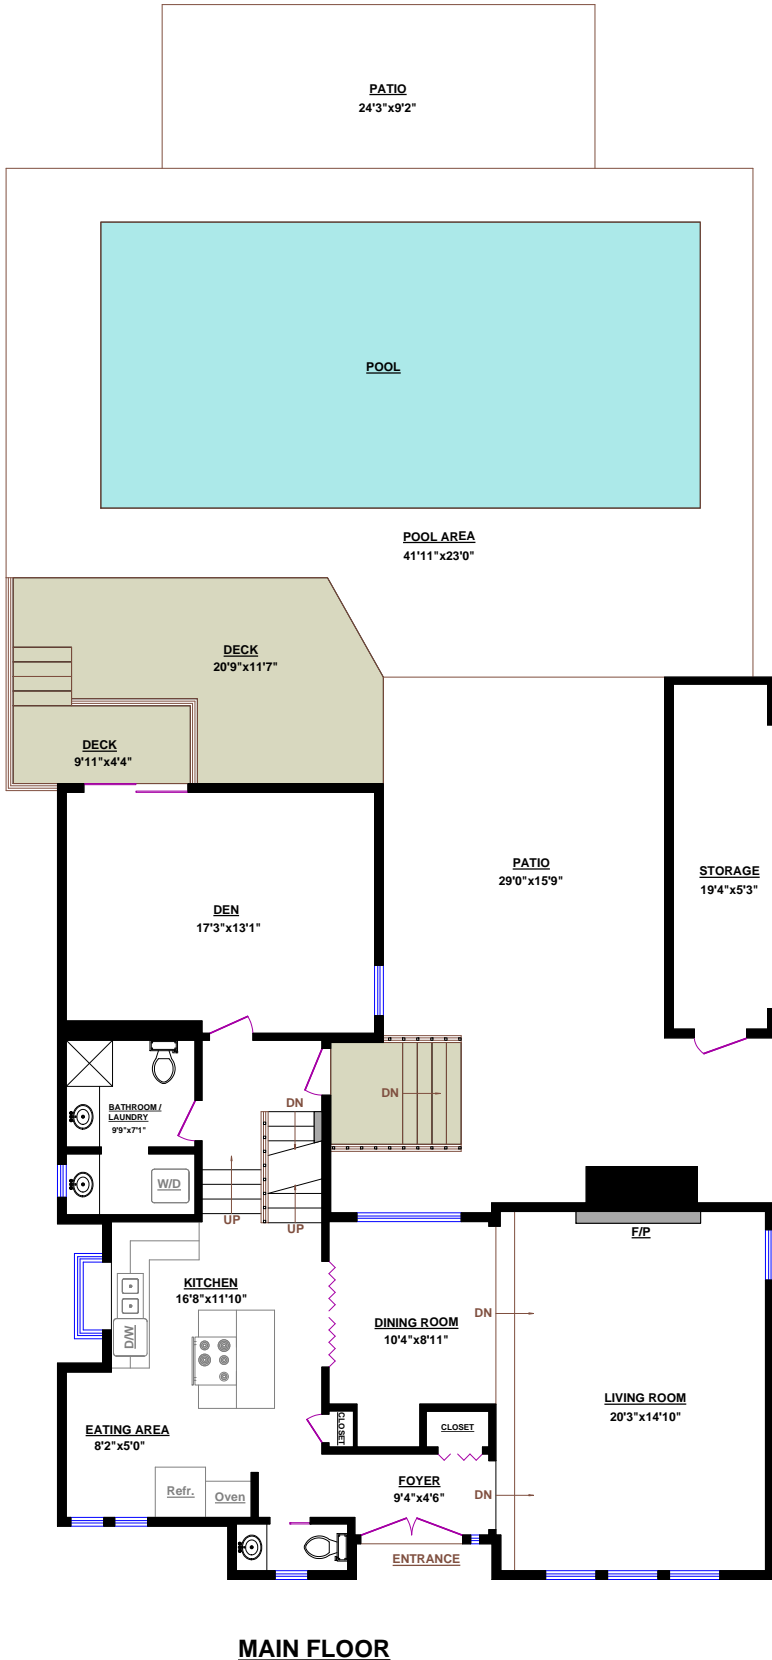 PATIO
24'3"x9'2"
POOL
POOL AREA
41'11"x23'0"
DECK
20'9"x11'7"
DECK
9'11"x4'4"
PATIO
29'0"x15'9"
STORAGE
19'4"x5'3"
DEN
17'3"x13'1"
DN
DN
BATHROOM /
LAUNDRY
9'9"x7'1"
W/D
UP
UP
F/P
KITCHEN
16'8"x11'10"
D/W
DINING ROOM
10'4"x8'11"
DN
LIVING ROOM
20'3"x14'10"
EATING AREA
8'2"x5'0"
CLOSET
CLOSET
Refr.
Oven
FOYER
9'4"x4'6"
DN
ENTRANCE
MAIN FLOOR